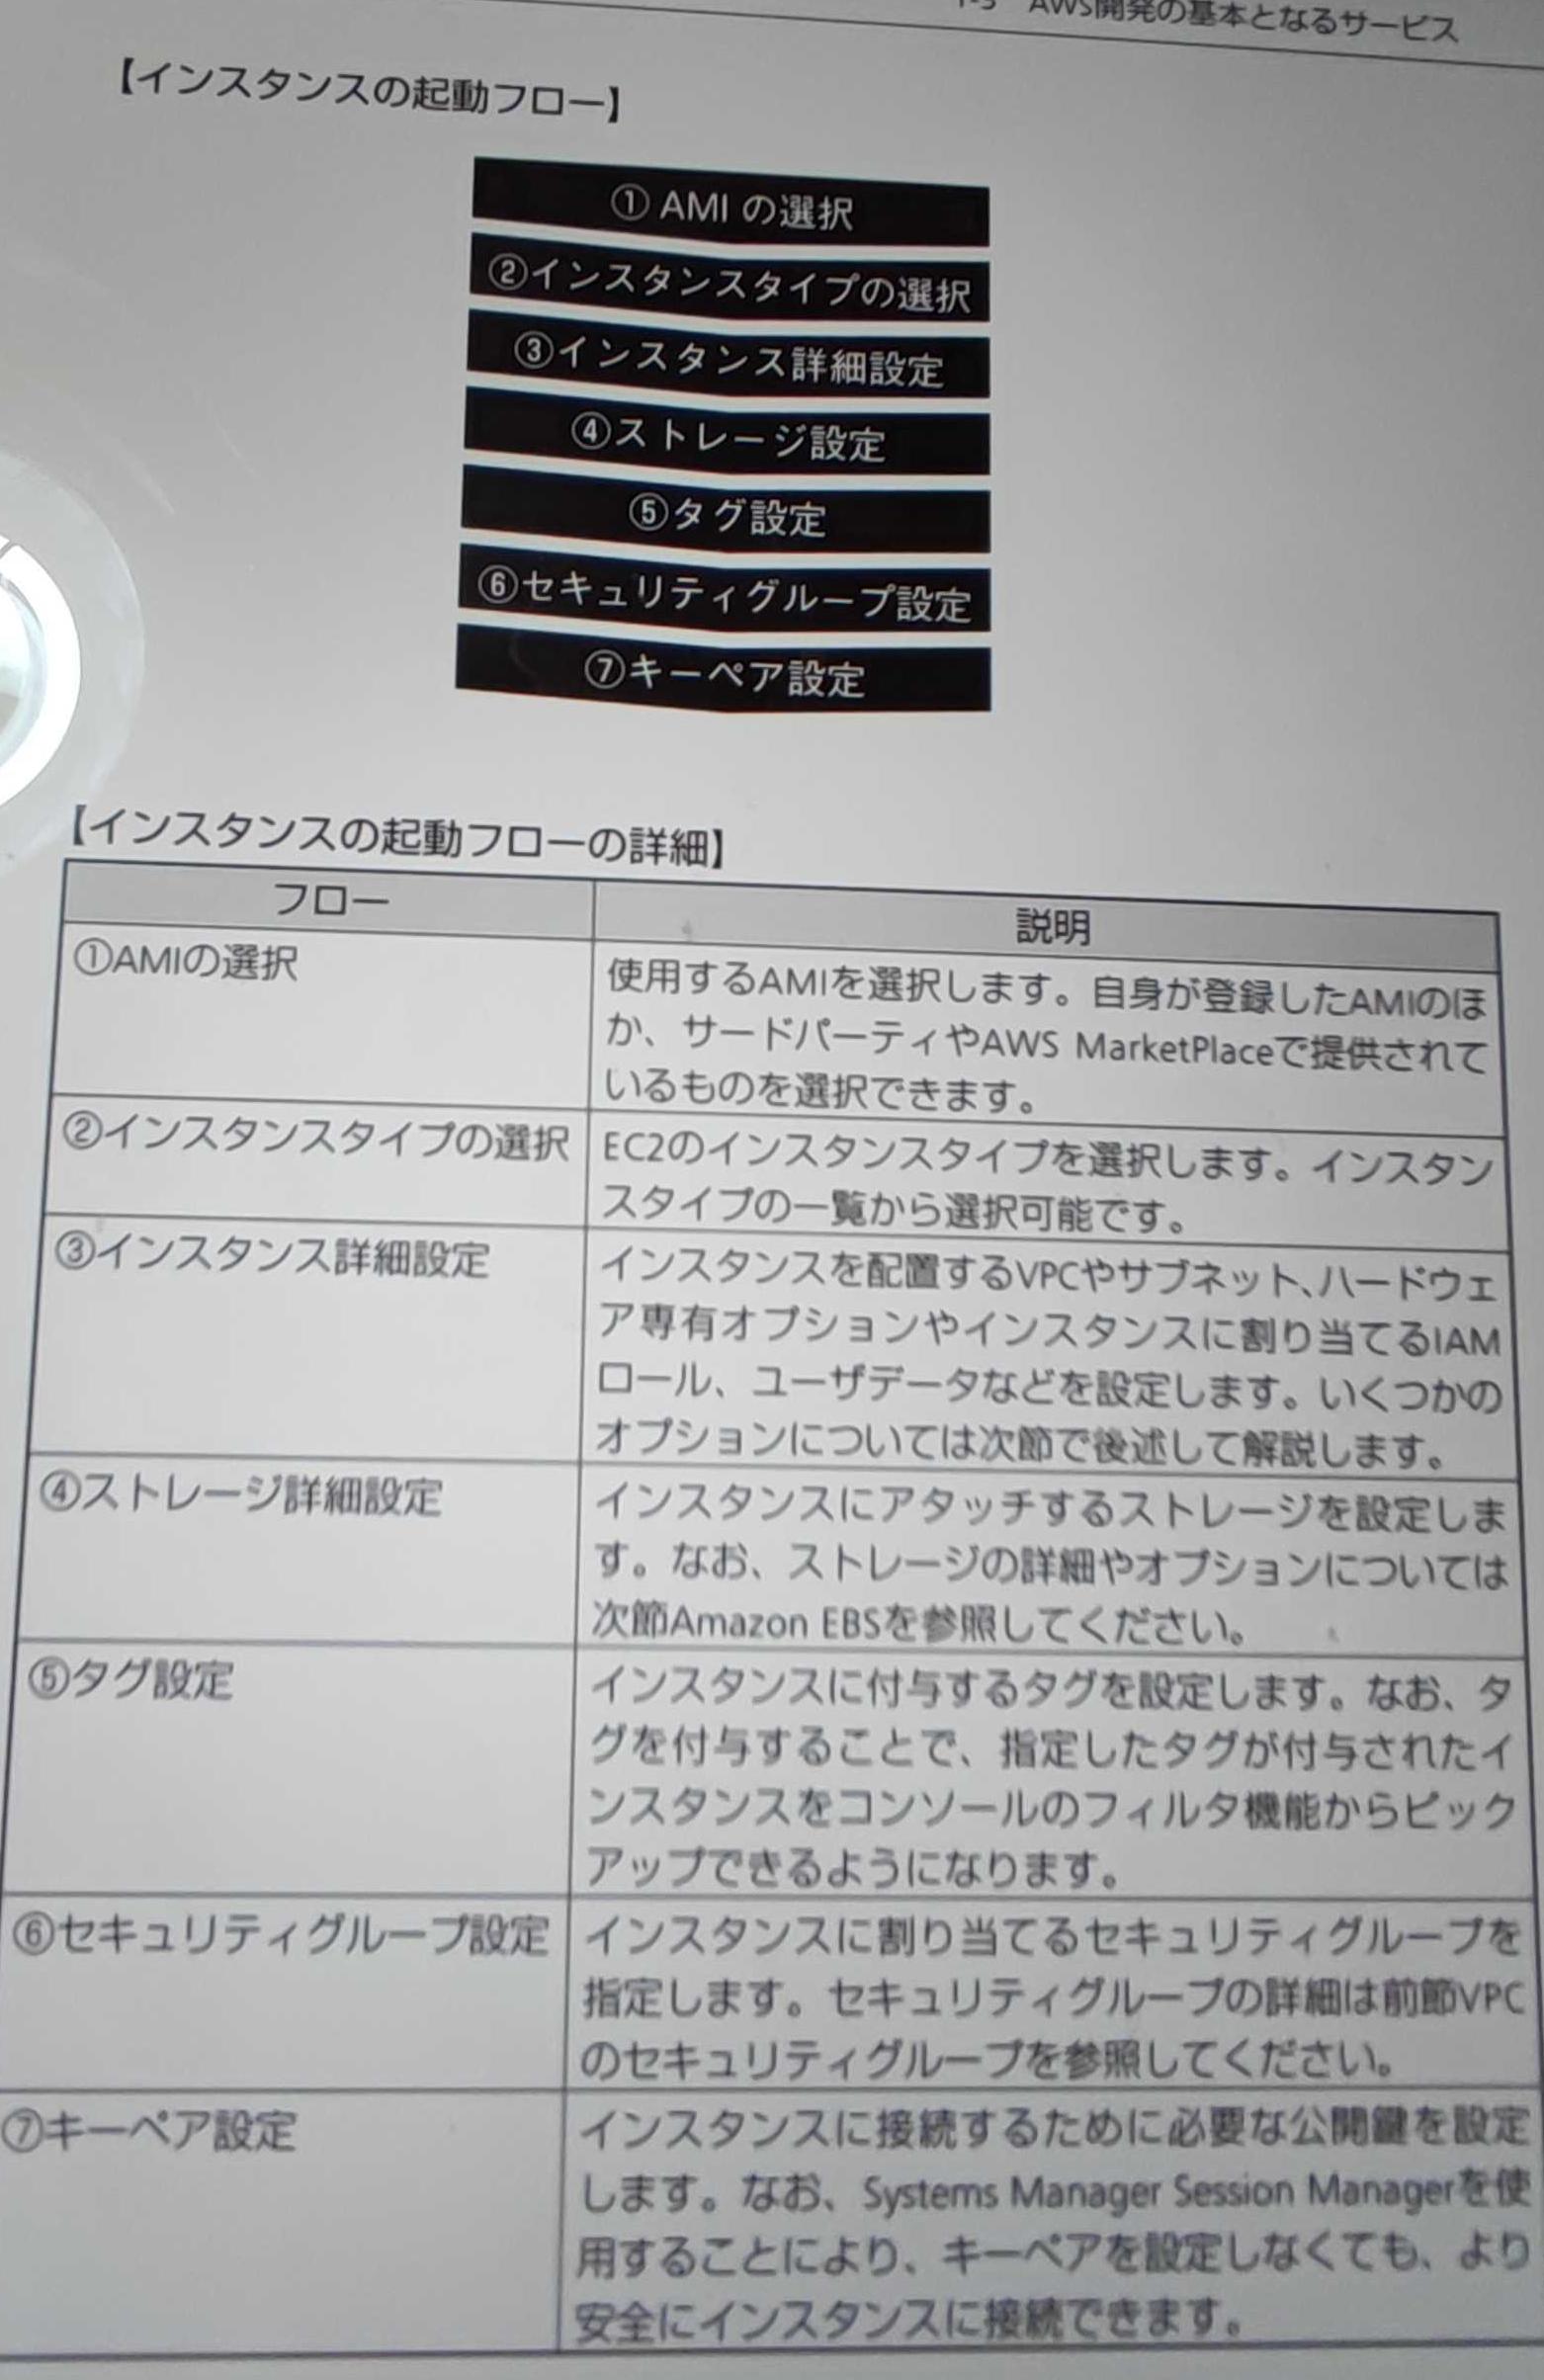 1-3 AWS開発の基本となるサービス
【インスタンスの起動フロー】
① AMI の選択
②インスタンスタイプの選択
③インスタンス詳細設定
④ストレージ設定
⑤タグ設定
⑥セキュリティグループ設定
⑦キーペア設定
【インスタンスの起動フローの詳細】
フロー
説明
①AMIの選択
使用するAMIを選択します。自身が登録したAMIのほ
か、サードパーティやAWS MarketPlaceで提供されて
いるものを選択できます。
②インスタンスタイプの選択
EC2のインスタンスタイプを選択します。インスタン
スタイプの一覧から選択可能です。
③インスタンス詳細設定
インスタンスを配置するVPCやサブネット、ハードウェ
ア専有オプションやインスタンスに割り当てるIAM
ロール、ユーザデータなどを設定します。いくつかの
オプションについては次節で後述して解説します。
④ストレージ詳細設定
インスタンスにアタッチするストレージを設定しま
す。なお、ストレージの詳細やオプションについては
次節Amazon EBSを参照してください。
⑤タグ設定
インスタンスに付与するタグを設定します。なお、タ
グを付与することで、指定したタグが付与されたイ
ンスタンスをコンソールのフィルタ機能からピック
アップできるようになります。
⑥セキュリティグループ設定
インスタンスに割り当てるセキュリティグループを
指定します。セキュリティグループの詳細は前節VPC
のセキュリティグループを参照してください。
⑦キーペア設定
インスタンスに接続するために必要な公開鍵を設定
します。なお、Systems Manager Session Managerを使
用することにより、キーペアを設定しなくても、より
安全にインスタンスに接続できます。